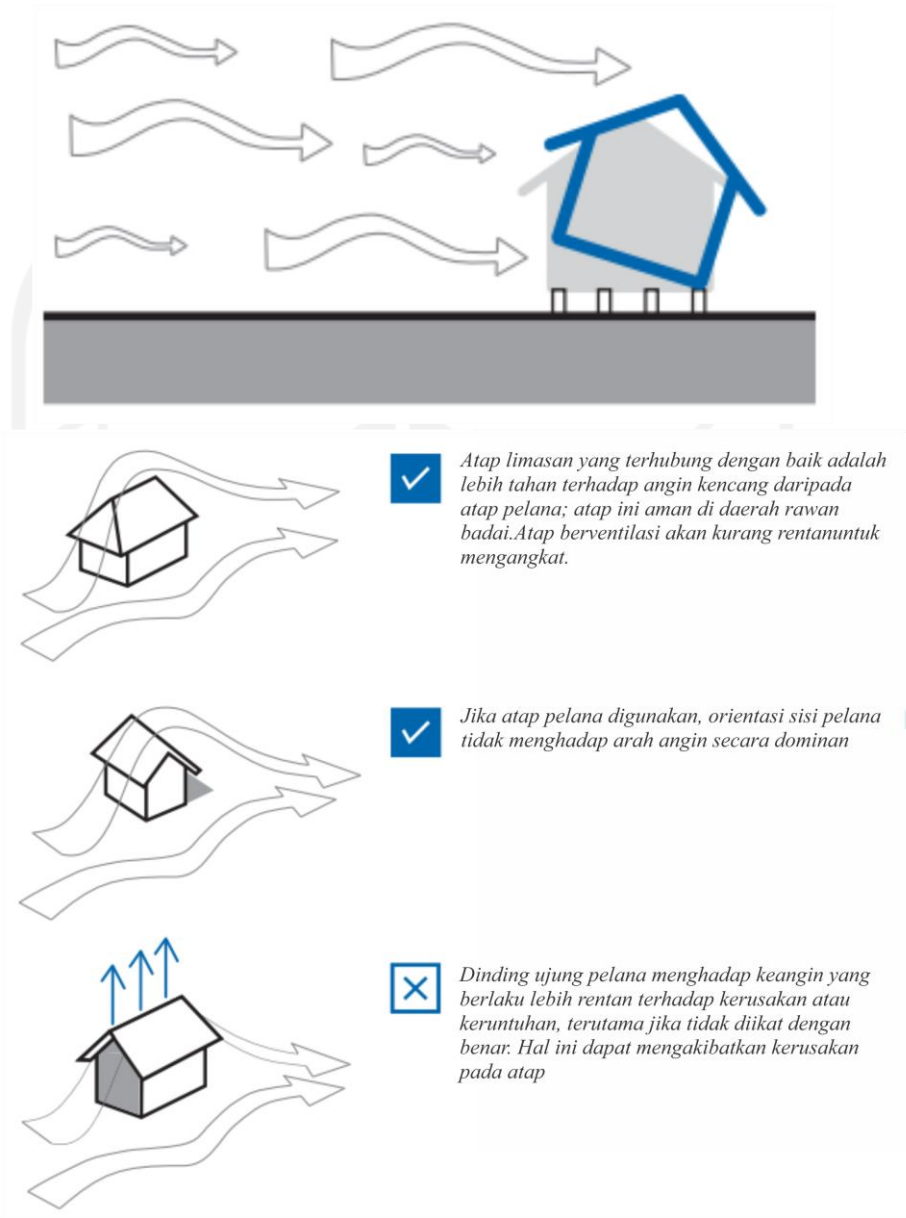 Atap limasan yang terhubung dengan baik adalah
lebih tahan terhadap angin kencang daripada
atap pelana; atap ini aman di daerah rawan
badai.Atap berventilasi akan kurang rentanuntuk
mengangkat.
Jika atap pelana digunakan, orientasi sisi pelana
tidak menghadap arah angin secara dominan
Dinding ujung pelana menghadap keangin yang
berlaku lebih rentan terhadap kerusakan atau
keruntuhan, terutama jika tidak diikat dengan
benar. Hal ini dapat mengakibatkan kerusakan
pada atap